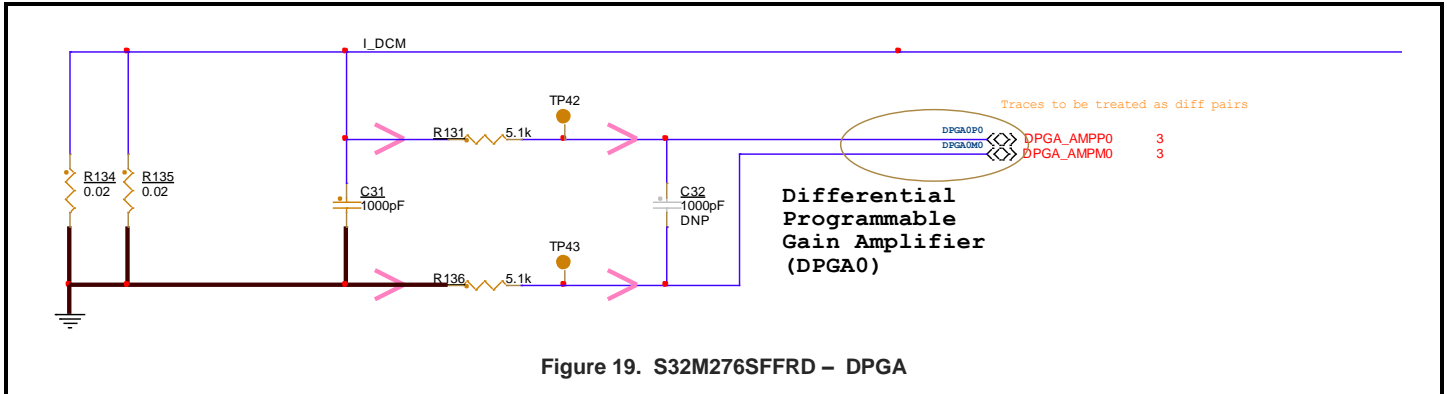 I_DCM
TP42
Traces to be treated as diff pairs
R131 5.1k
DPGA0P0
DPGA_AMPP0 3
DPGA0M0
DPGA_AMPM0 3
R134
0.02
R135
0.02
C31
1000pF
C32
1000pF
DNP
Differential
Programmable
Gain Amplifier
(DPGA0)
TP43
R136 5.1k
Figure 19. S32M276SFFRD – DPGA